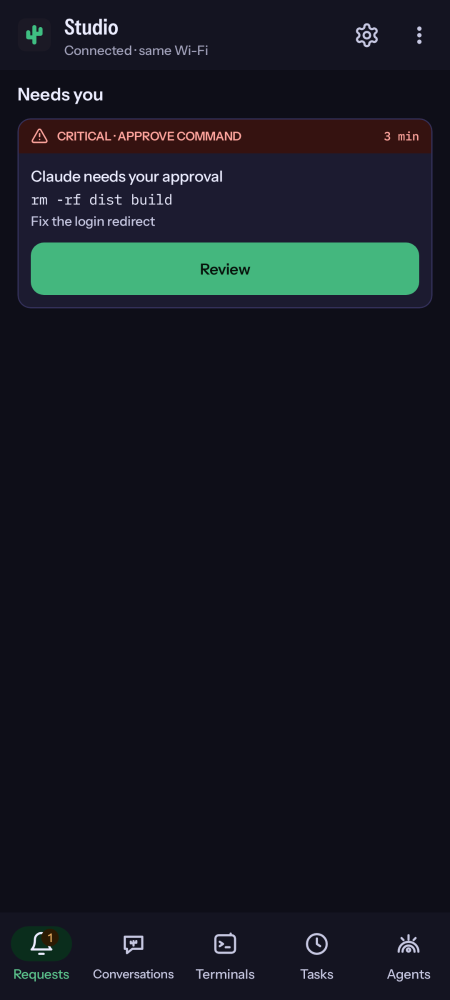 Studio
Connected · same Wi-Fi
Needs you
CRITICAL · APPROVE COMMAND 3 min
Claude needs your approval
rm -rf dist build
Fix the login redirect
Review
1
Requests Conversations Terminals Tasks Agents